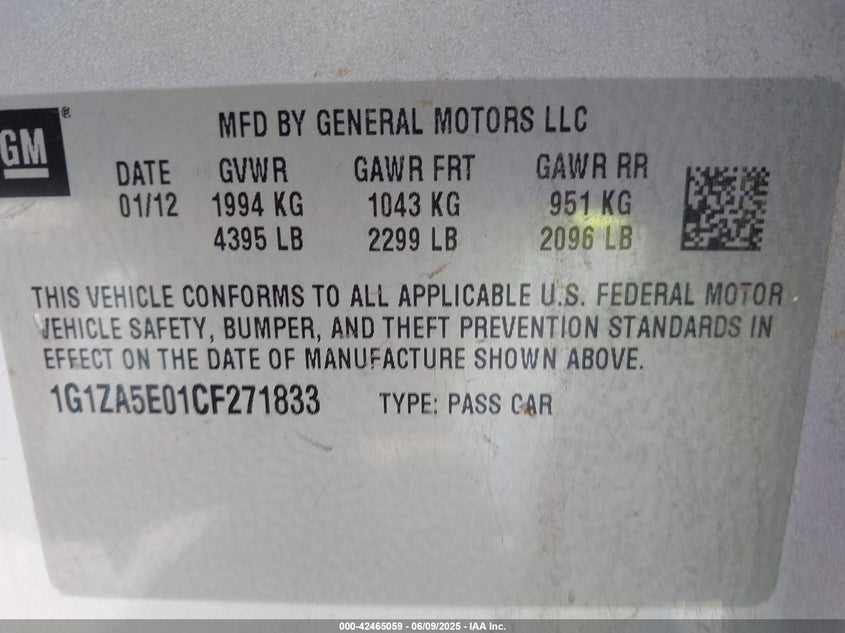 GM®
MFD BY GENERAL MOTORS LLC
DATE GVWR GAWR FRT GAWR RR
01/12 1994 KG 1043 KG 951 KG
4395 LB 2299 LB 2096 LB
THIS VEHICLE CONFORMS TO ALL APPLICABLE U.S. FEDERAL MOTOR
VEHICLE SAFETY, BUMPER, AND THEFT PREVENTION STANDARDS IN
EFFECT ON THE DATE OF MANUFACTURE SHOWN ABOVE.
1G1ZA5E01CF271833 TYPE: PASS CAR
000-42465059 - 06/09/2025 - IAA Inc.